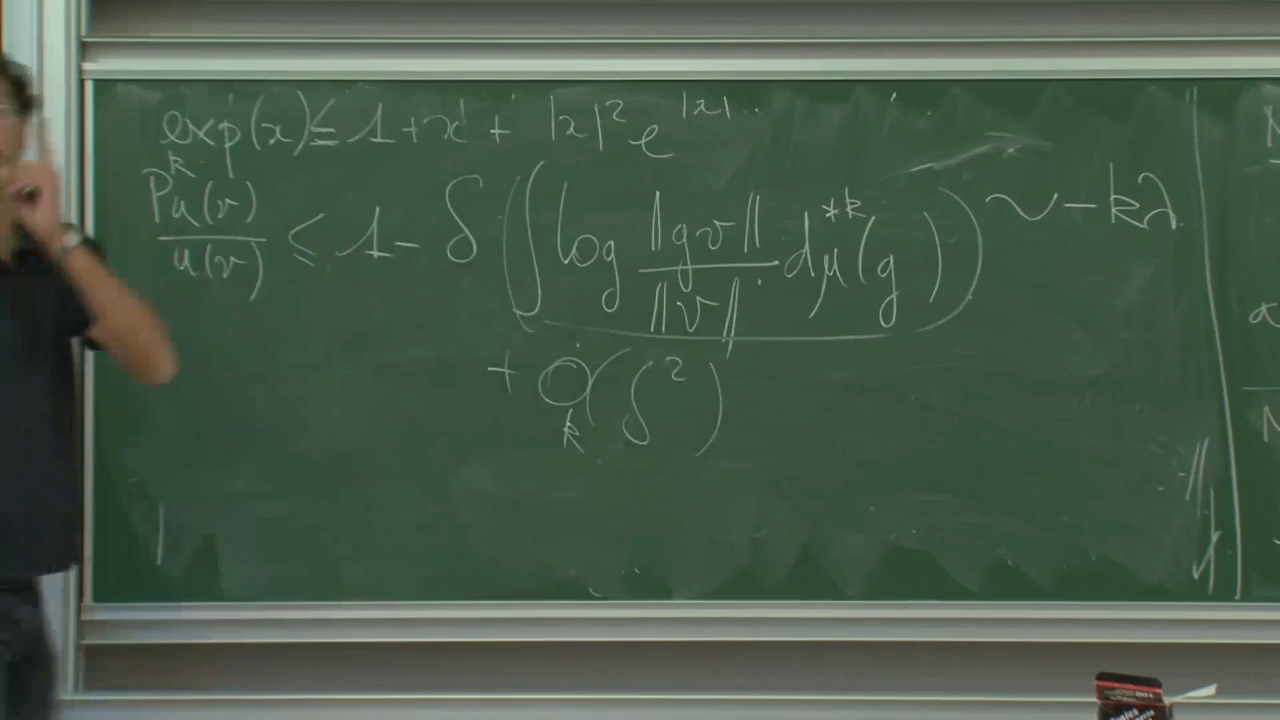 exp(x) ≤ 1 + x + |x|² e^{|x|}..
P^k u(v) / u(v) ≤ 1 - δ (∫ log ‖gv‖/‖v‖ dμ^{*k}(g)) ~ -kλ
+ O_k(δ²)